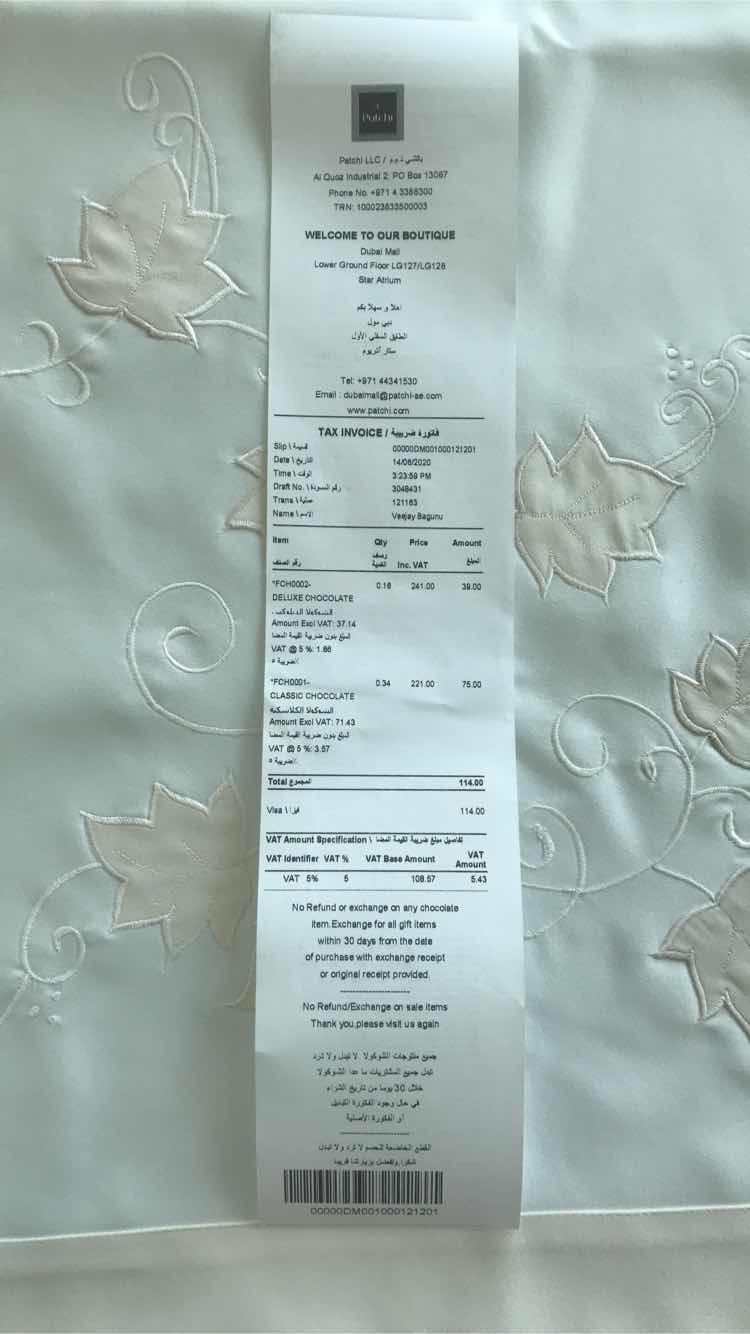 Patchi
Patchi LLC / باتشي ذ.م.م
Al Quoz Industrial 2, PO Box 13067
Phone No. +971 4 3388300
TRN: 100023833500003
WELCOME TO OUR BOUTIQUE
Dubai Mall
Lower Ground Floor LG127/LG128
Star Atrium
اهلا و سهلا بكم
دبي مول
الطابق السفلي الأول
ستار أتريوم
Tel: +971 44341530
Email : dubaimall@patchi-ae.com
www.patchi.com
TAX INVOICE / فاتورة ضريبية
Slip \ قسيمة 00000DM001000121201
Date \ التاريخ 14/06/2020
Time \ الوقت 3:23:59 PM
Draft No. \ رقم المسودة 3048431
Trans \ عملية 121163
Name \ الاسم Veejay Bagunu
Item Qty Price Amount
رقم الصنف وصف الكمية Inc. VAT المبلغ
*FCH0002- 0.16 241.00 39.00
DELUXE CHOCOLATE
Amount Excl VAT: 37.14
المبلغ بدون ضريبة القيمة المضا
VAT @ 5 %: 1.86
٪ضريبة ٥
*FCH0001- 0.34 221.00 75.00
CLASSIC CHOCOLATE
الشوكولا الكلاسيكية
Amount Excl VAT: 71.43
المبلغ بدون ضريبة القيمة المضا
VAT @ 5 %: 3.57
٪ضريبة ٥
Total المجموع 114.00
Visa \ فيزا 114.00
VAT Amount Specification \ تفاصيل مبلغ ضريبة القيمة المضا
VAT Identifier VAT % VAT Base Amount VAT Amount
VAT 5% 5 108.57 5.43
No Refund or exchange on any chocolate
item.Exchange for all gift items
within 30 days from the date
of purchase with exchange receipt
or original receipt provided.
No Refund/Exchange on sale items
Thank you,please visit us again
جميع منتوجات الشوكولا لا تبدل ولا ترد
تبدل جميع المشتريات ما عدا الشوكولا
خلال 30 يوما من تاريخ الشراء
في حال وجود الفاتورة التبديل
أو الفاتورة الأصلية
القطع الخاضعة للحسم لا ترد ولا تبدل
شكرا,وتفضل بزيارتنا قريبا
00000DM001000121201